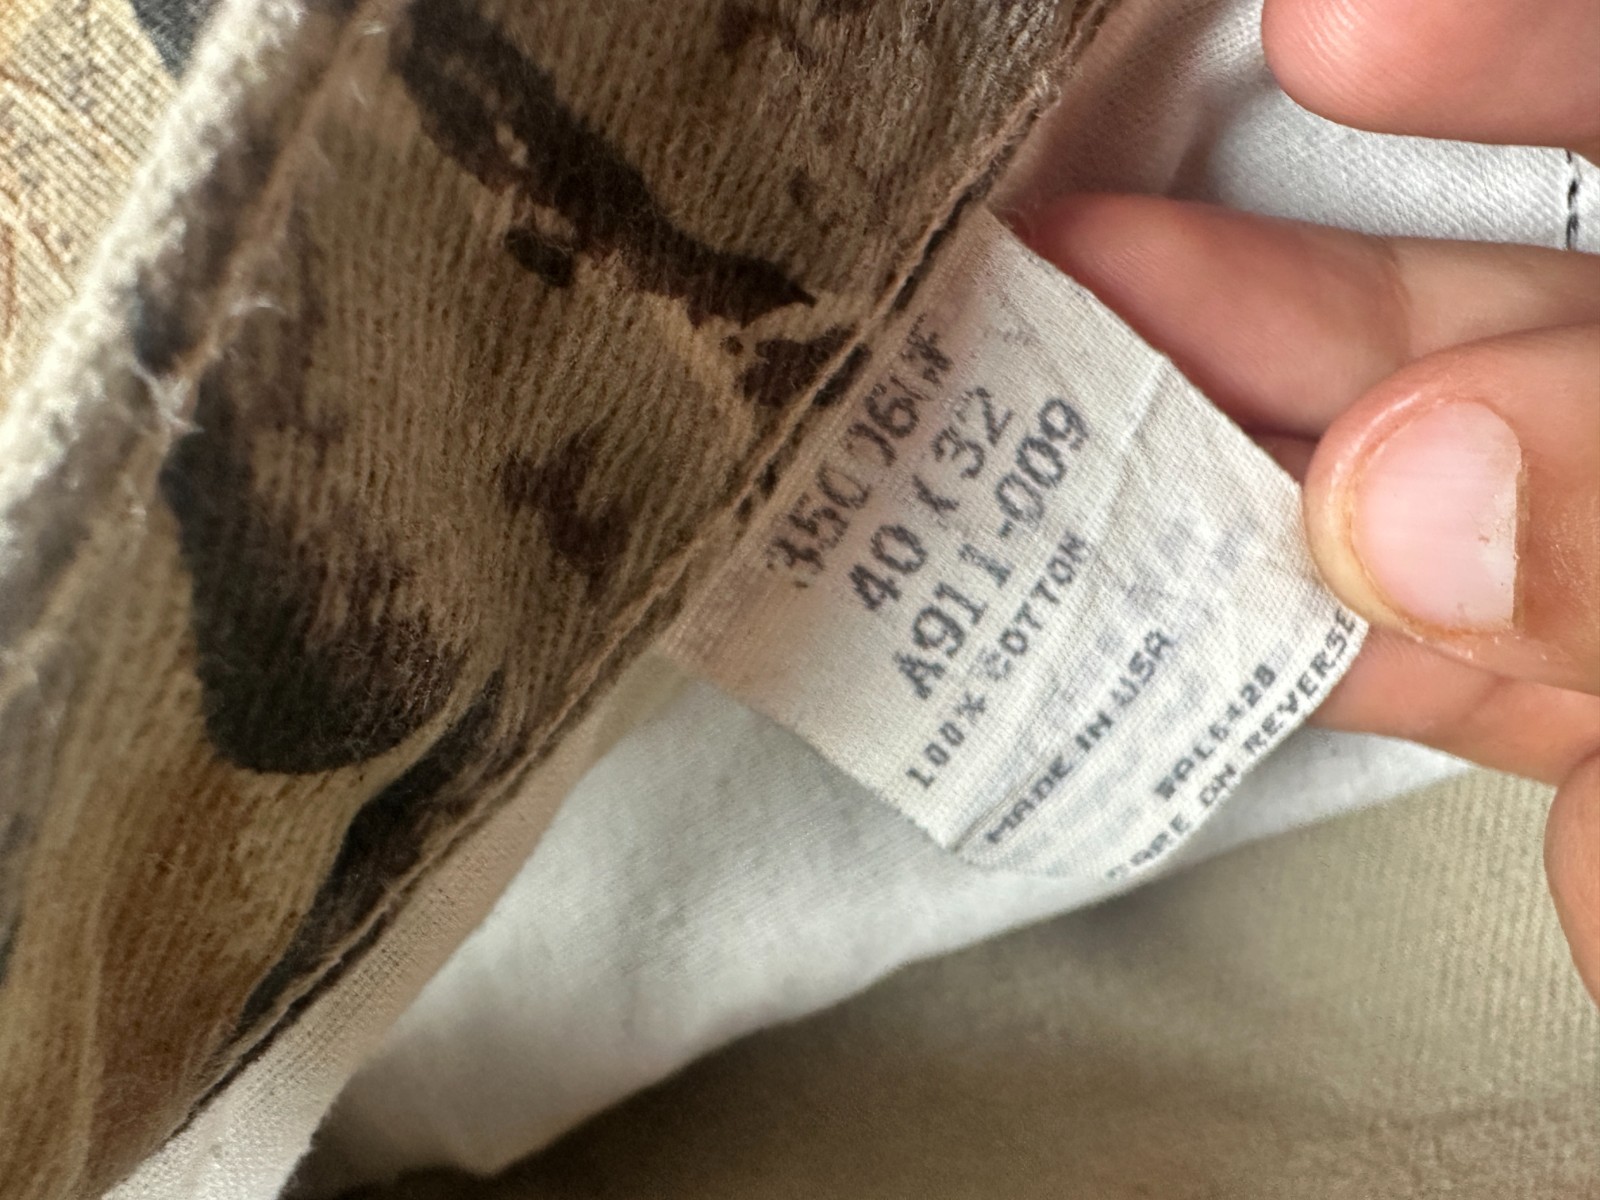 40 X 32
A911-009
100% COTTON
MADE IN USA
CARE ON REVERSE